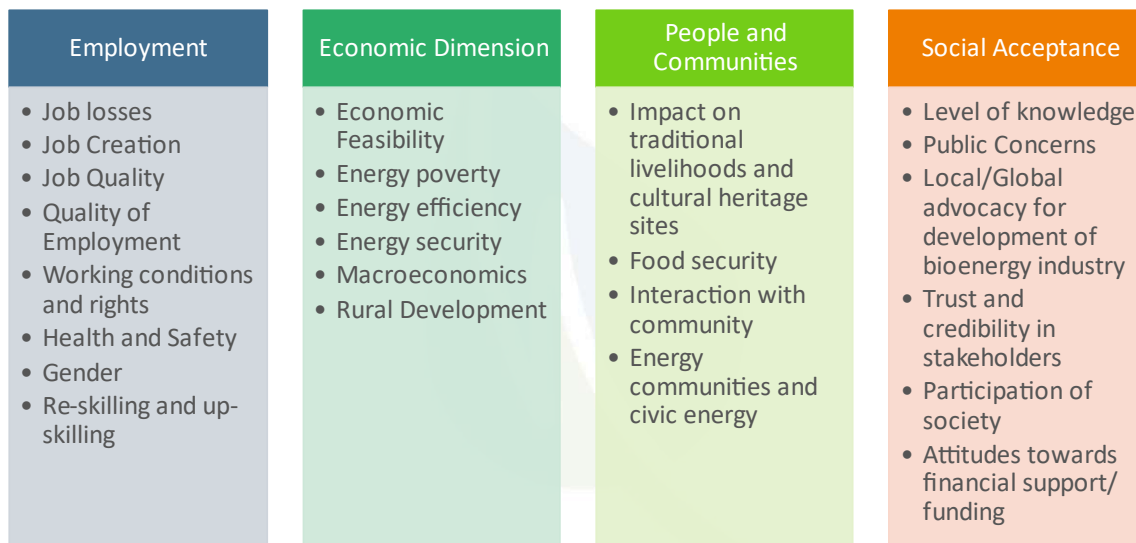 Employment
• Job losses
• Job Creation
• Job Quality
• Quality of
Employment
• Working conditions
and rights
• Health and Safety
• Gender
• Re-skilling and up-
skilling
Economic Dimension
• Economic
Feasibility
• Energy poverty
• Energy efficiency
• Energy security
• Macroeconomics
• Rural Development
People and
Communities
• Impact on
traditional
livelihoods and
cultural heritage
sites
• Food security
• Interaction with
community
• Energy
communities and
civic energy
Social Acceptance
• Level of knowledge
• Public Concerns
• Local/Global
advocacy for
development of
bioenergy industry
• Trust and
credibility in
stakeholders
• Participation of
society
• Attitudes towards
financial support/
funding